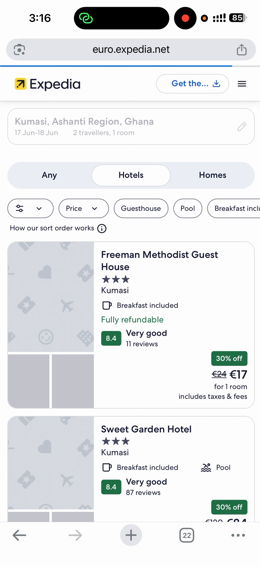 3:16
85
euro.expedia.net
Expedia
Get the...
Kumasi, Ashanti Region, Ghana
17 Jun-18 Jun 2 travellers, 1 room
Any
Hotels
Homes
Price
Guesthouse
Pool
Breakfast inclu
How our sort order works
Freeman Methodist Guest
House
Kumasi
Breakfast included
Fully refundable
8.4
Very good
11 reviews
30% off
€24 €17
for 1 room
includes taxes & fees
Sweet Garden Hotel
Kumasi
Breakfast included
Pool
8.4
Very good
87 reviews
30% off
22